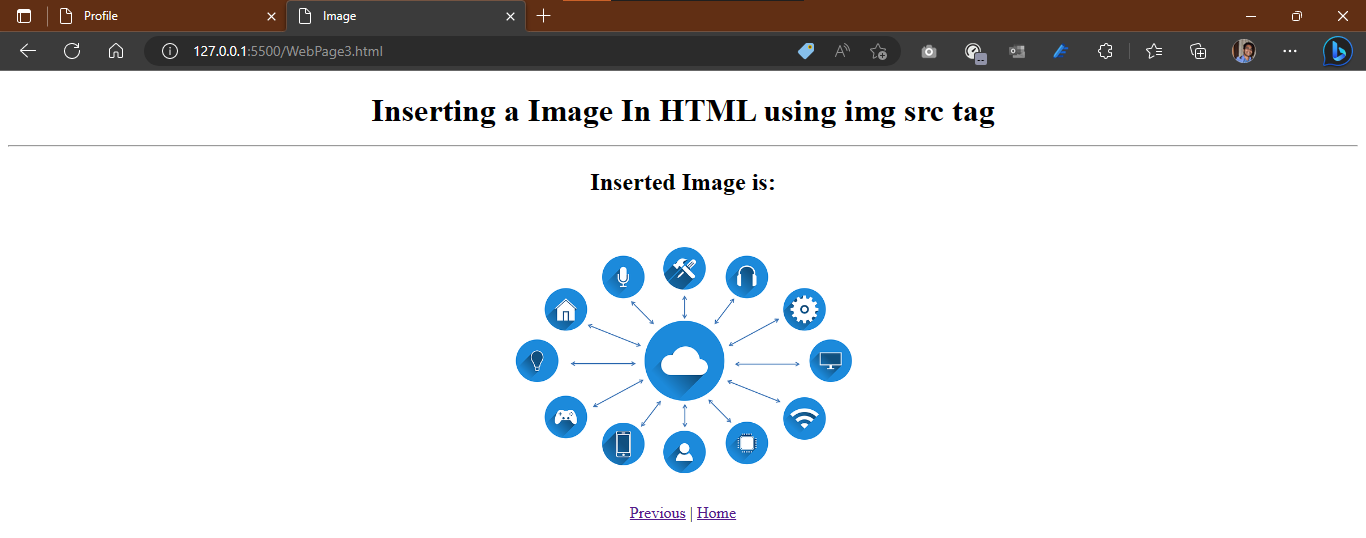 Profile
Image
127.0.0.1:5500/WebPage3.html
Inserting a Image In HTML using img src tag
Inserted Image is:
Previous | Home